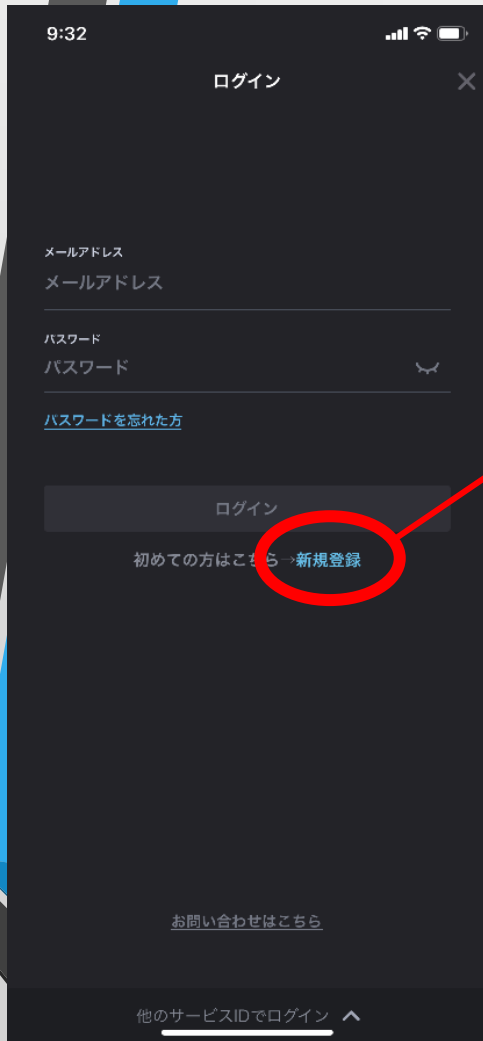 9:32
ログイン
メールアドレス
メールアドレス
パスワード
パスワード
パスワードを忘れた方
ログイン
初めての方はこちら→新規登録
お問い合わせはこちら
他のサービスIDでログイン